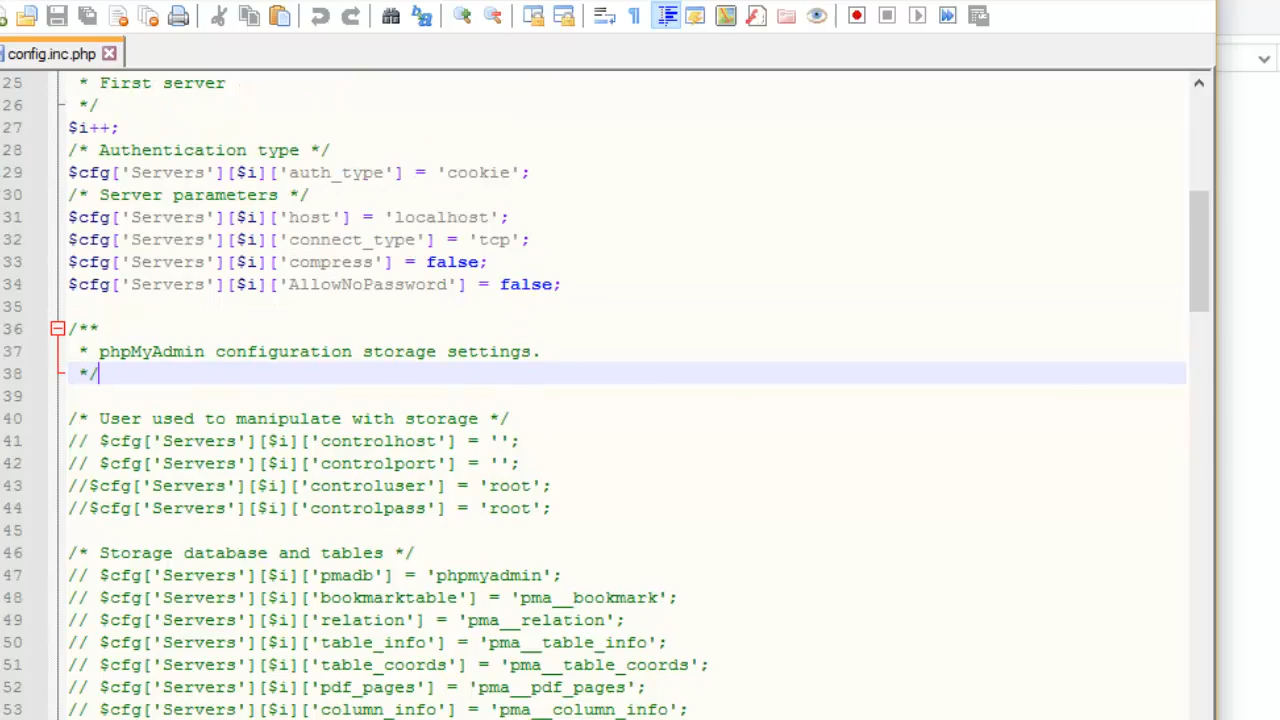 config.inc.php
25 * First server
26 */
27 $i++;
28 /* Authentication type */
29 $cfg['Servers'][$i]['auth_type'] = 'cookie';
30 /* Server parameters */
31 $cfg['Servers'][$i]['host'] = 'localhost';
32 $cfg['Servers'][$i]['connect_type'] = 'tcp';
33 $cfg['Servers'][$i]['compress'] = false;
34 $cfg['Servers'][$i]['AllowNoPassword'] = false;
35
36 /**
37 * phpMyAdmin configuration storage settings.
38 */
39
40 /* User used to manipulate with storage */
41 // $cfg['Servers'][$i]['controlhost'] = '';
42 // $cfg['Servers'][$i]['controlport'] = '';
43 //$cfg['Servers'][$i]['controluser'] = 'root';
44 //$cfg['Servers'][$i]['controlpass'] = 'root';
45
46 /* Storage database and tables */
47 // $cfg['Servers'][$i]['pmadb'] = 'phpmyadmin';
48 // $cfg['Servers'][$i]['bookmarktable'] = 'pma__bookmark';
49 // $cfg['Servers'][$i]['relation'] = 'pma__relation';
50 // $cfg['Servers'][$i]['table_info'] = 'pma__table_info';
51 // $cfg['Servers'][$i]['table_coords'] = 'pma__table_coords';
52 // $cfg['Servers'][$i]['pdf_pages'] = 'pma__pdf_pages';
53 // $cfg['Servers'][$i]['column_info'] = 'pma__column_info';